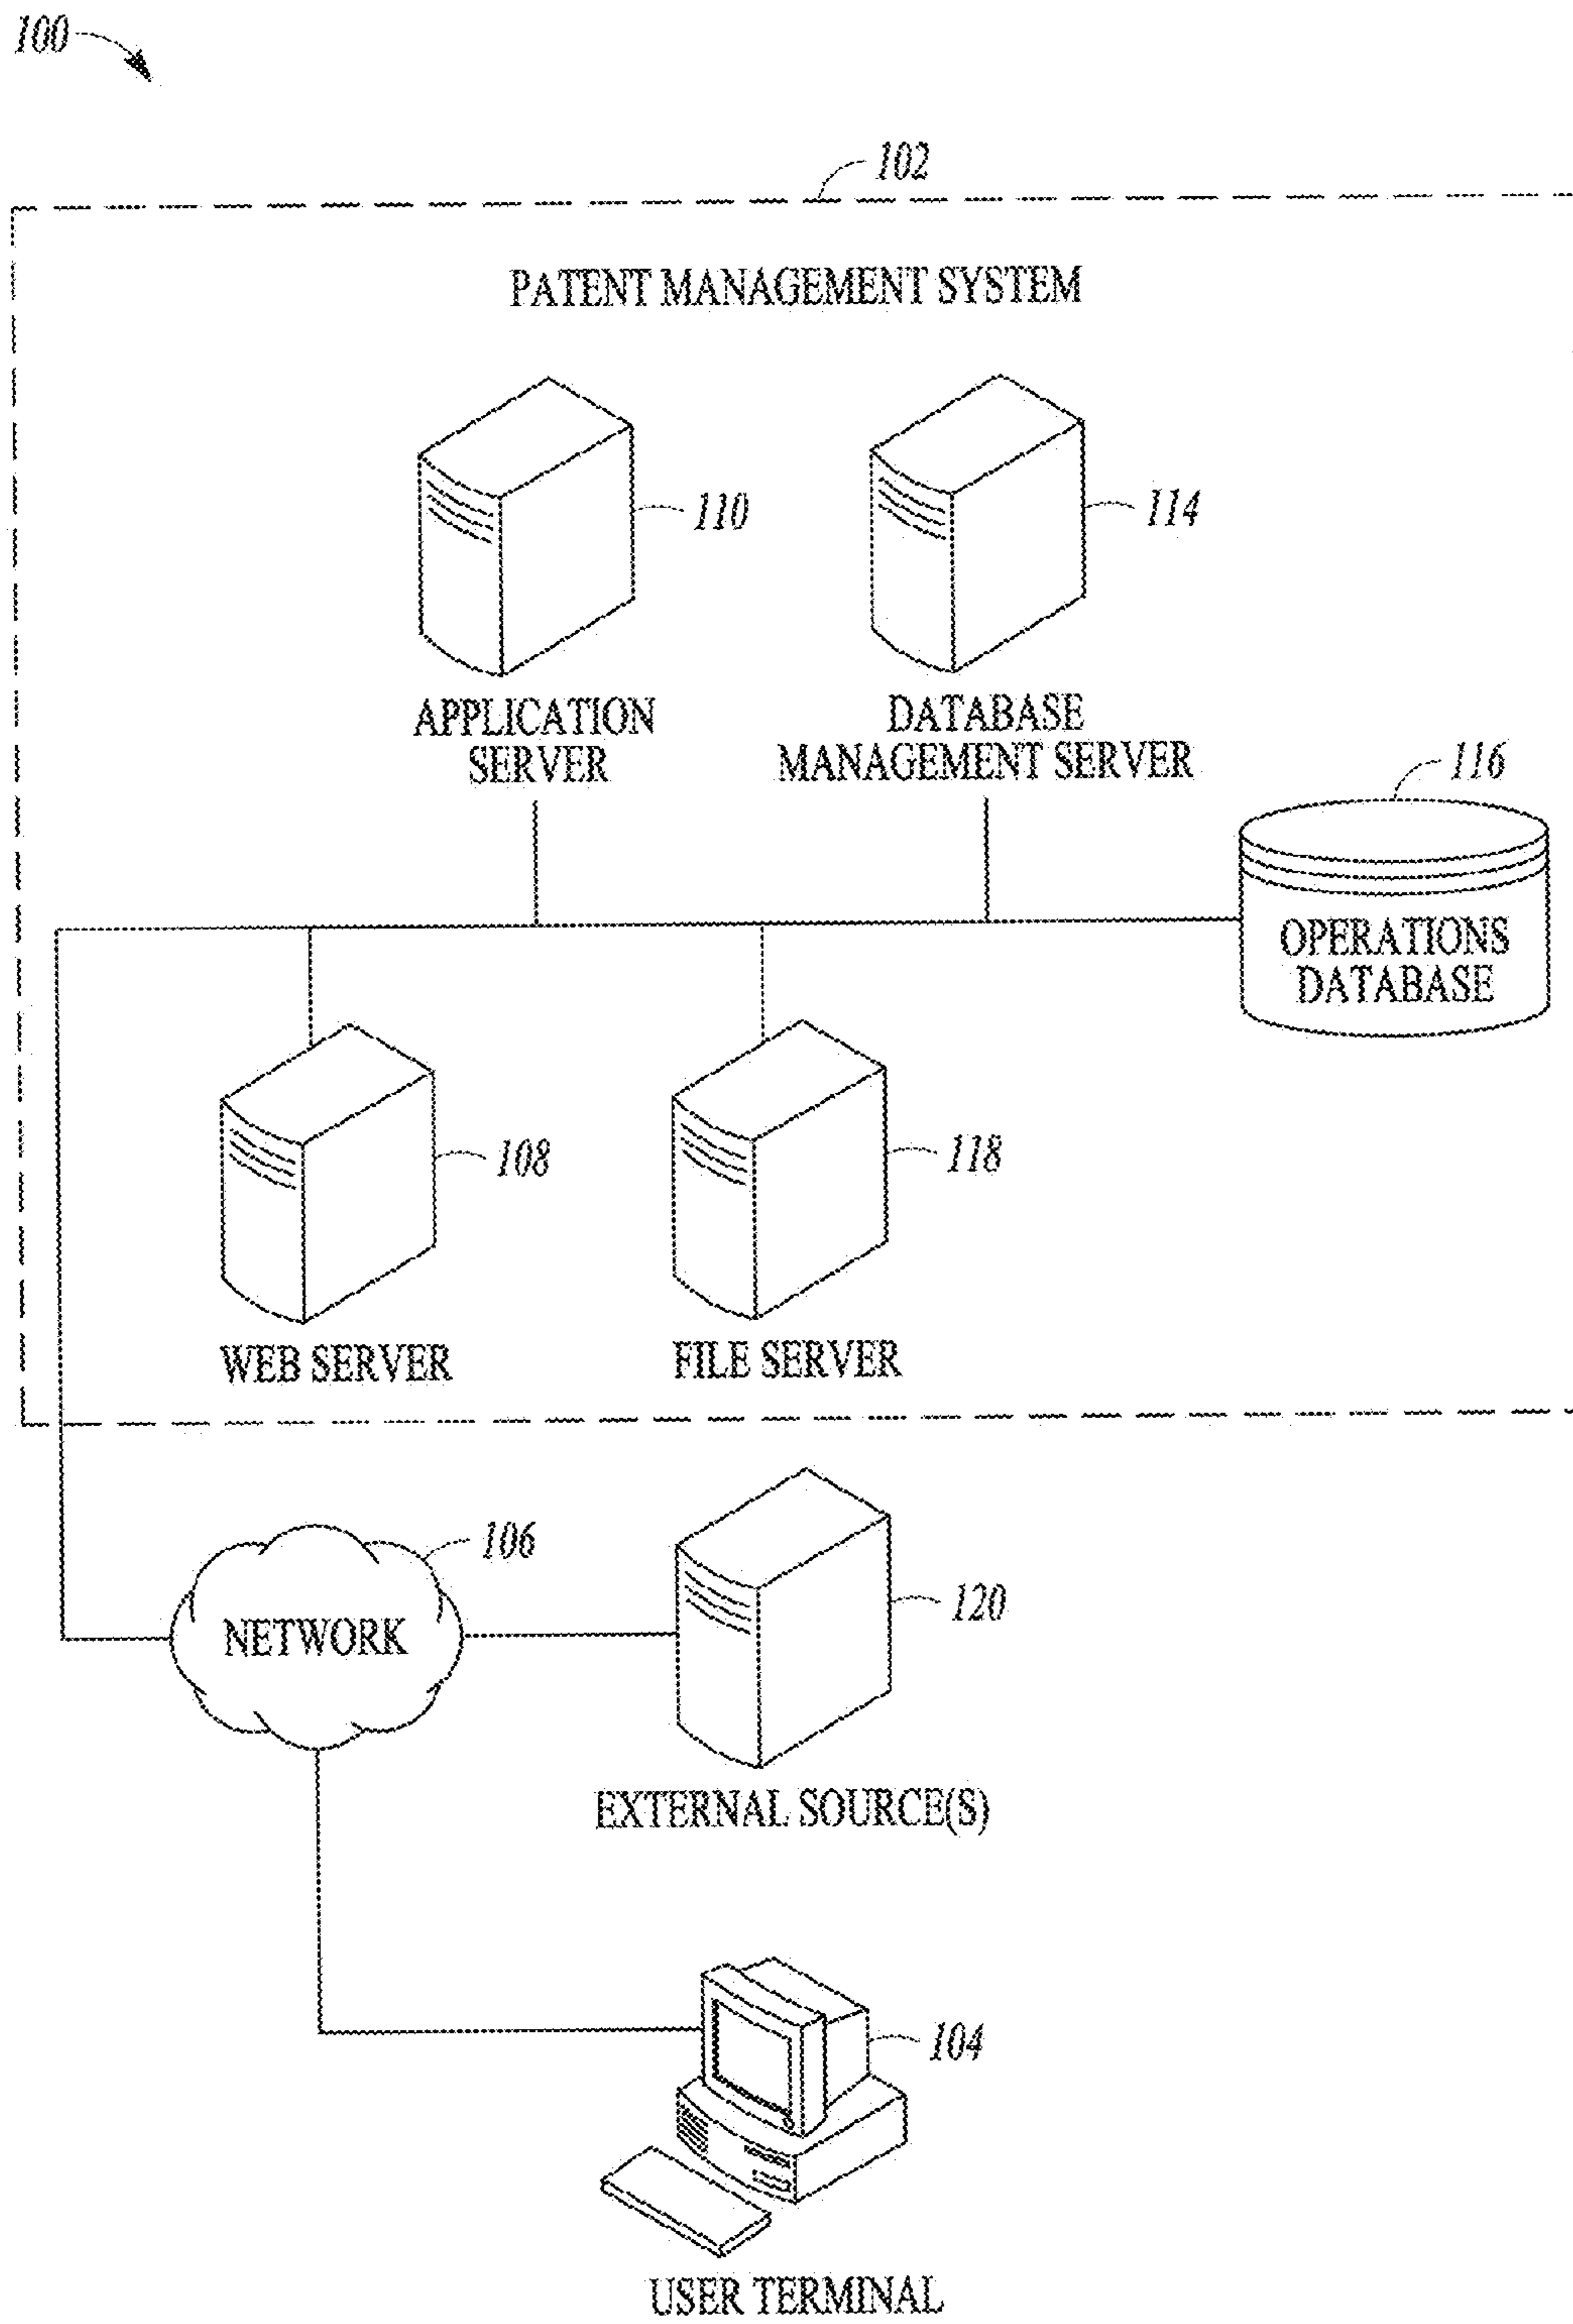 100
102
PATENT MANAGEMENT SYSTEM
110
114
APPLICATION
SERVER
DATABASE
MANAGEMENT SERVER
116
OPERATIONS
DATABASE
108
118
WEB SERVER
FILE SERVER
106
NETWORK
120
EXTERNAL SOURCE(S)
104
USER TERMINAL